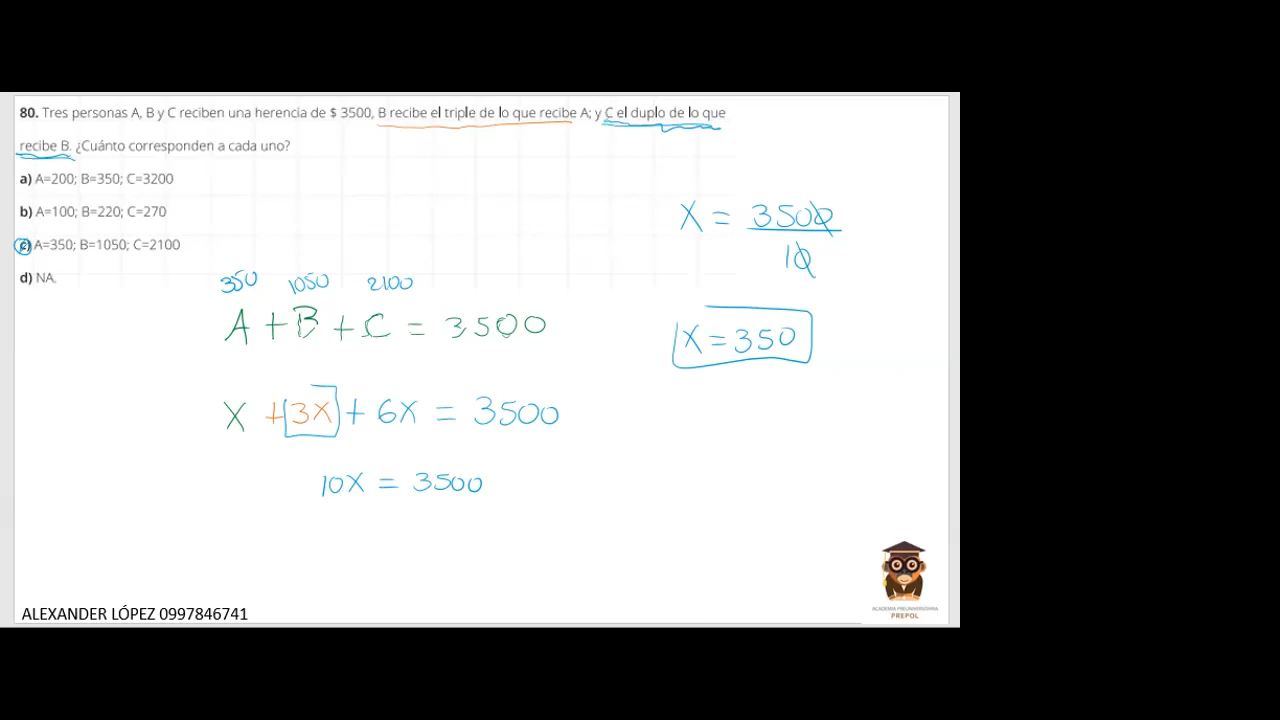 80. Tres personas A, B y C reciben una herencia de $ 3500, B recibe el triple de lo que recibe A; y C el duplo de lo que
recibe B. ¿Cuánto corresponden a cada uno?
a) A=200; B=350; C=3200
b) A=100; B=220; C=270
c) A=350; B=1050; C=2100
d) NA.
350 1050 2100
A + B + C = 3500
X + 3X + 6X = 3500
10X = 3500
X = 3500
10
X = 350
ACADEMIA PREUNIVERSITARIA
PREPOL
ALEXANDER LÓPEZ 0997846741